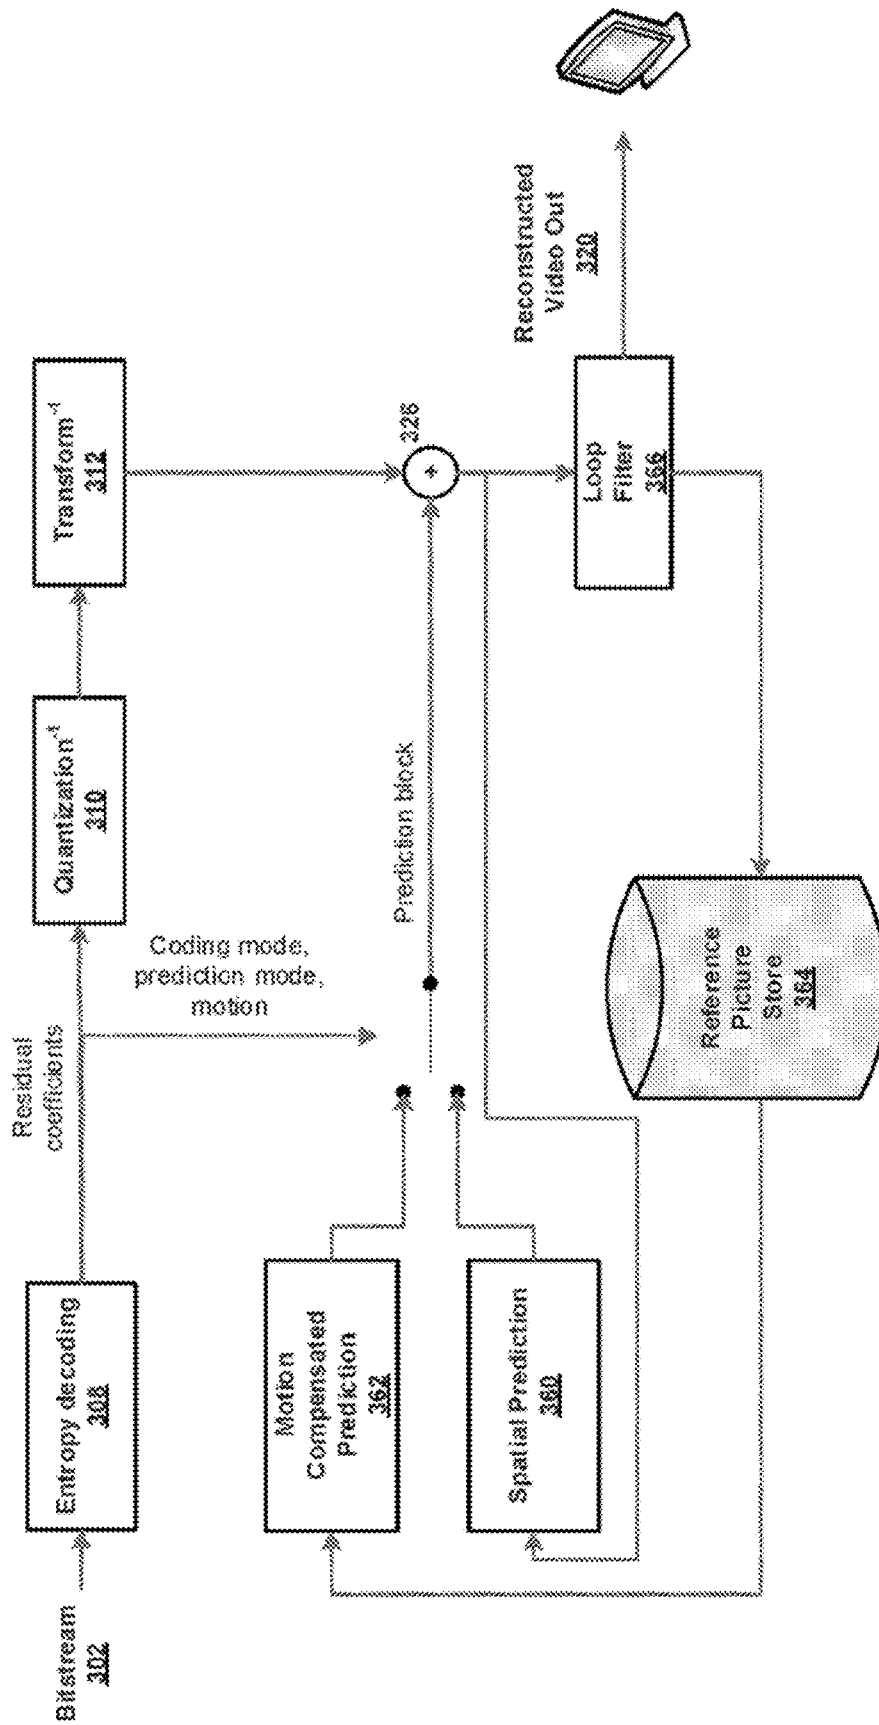 Bitstream
302
Entropy decoding
308
Residual
coefficients
Quantization⁻¹
310
Transform⁻¹
312
Coding mode,
prediction mode,
motion
Motion
Compensated
Prediction
362
Spatial Prediction
360
Prediction block
+
326
Loop
Filter
366
Reconstructed
Video Out
320
Reference
Picture
Store
364